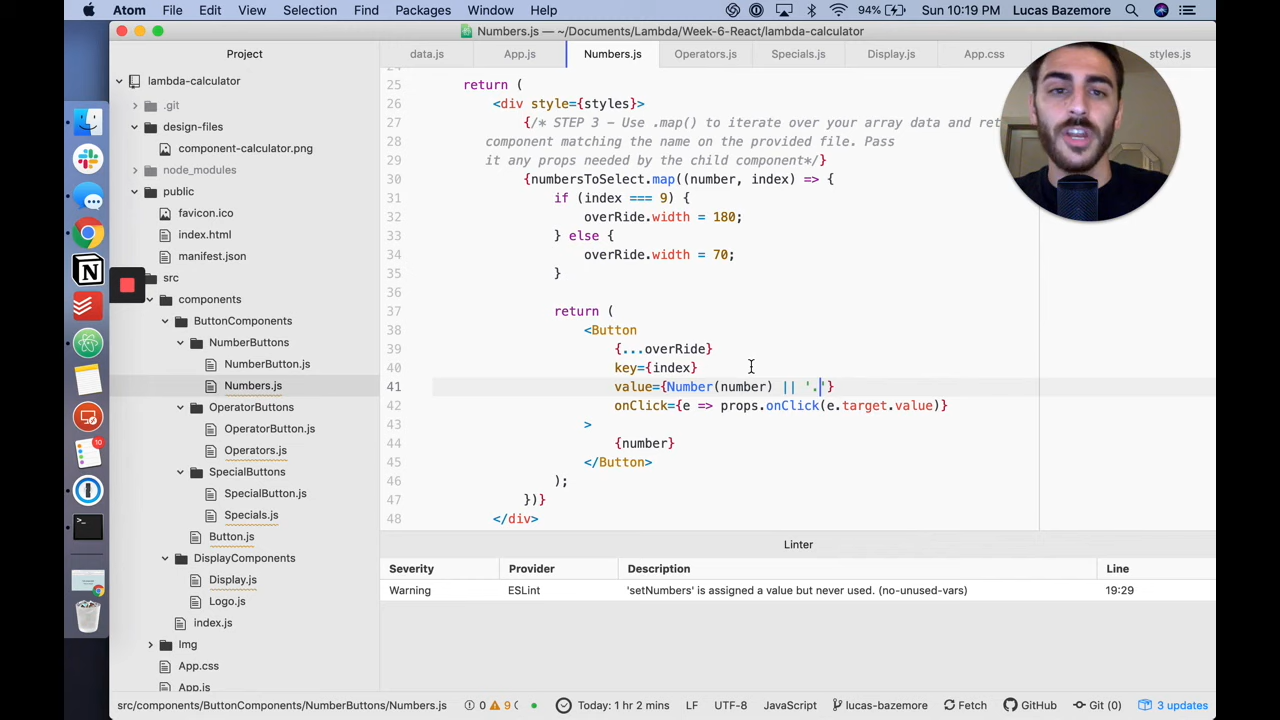 Atom File Edit View Selection Find Packages Window Help 94% Sun 10:19 PM Lucas Bazemore
Numbers.js — ~/Documents/Lambda/Week-6-React/lambda-calculator
Project
data.js App.js Numbers.js Operators.js Specials.js Display.js App.css styles.js
lambda-calculator
.git
design-files
component-calculator.png
node_modules
public
favicon.ico
index.html
manifest.json
src
components
ButtonComponents
NumberButtons
NumberButton.js
Numbers.js
OperatorButtons
OperatorButton.js
Operators.js
SpecialButtons
SpecialButton.js
Specials.js
Button.js
DisplayComponents
Display.js
Logo.js
index.js
Img
App.css
App.js
10
25 return (
26 <div style={styles}>
27 {/* STEP 3 - Use .map() to iterate over your array data and ret
28 component matching the name on the provided file. Pass
29 it any props needed by the child component*/}
30 {numbersToSelect.map((number, index) => {
31 if (index === 9) {
32 overRide.width = 180;
33 } else {
34 overRide.width = 70;
35 }
36
37 return (
38 <Button
39 {...overRide}
40 key={index}
41 value={Number(number) || '.'}
42 onClick={e => props.onClick(e.target.value)}
43 >
44 {number}
45 </Button>
46 );
47 })}
48 </div>
Linter
Severity Provider Description Line
Warning ESLint 'setNumbers' is assigned a value but never used. (no-unused-vars) 19:29
src/components/ButtonComponents/NumberButtons/Numbers.js 0 9 Today: 1 hr 2 mins LF UTF-8 JavaScript lucas-bazemore Fetch GitHub Git (0) 3 updates